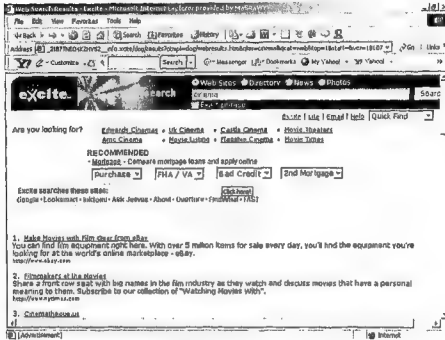 Web Search Results - Excite - Microsoft Internet Explorer provided by
File Edit View Favorites Tools Help
Back Search Favorites History
Address Go Links
Customize Search Messenger Bookmarks My Yahoo! Yahoo!
excite. search
Web Sites Directory News Photos
cinema Search
Excite | Email | Help Quick Find
Are you looking for? Edwards Cinemas Uk Cinema Castle Cinema Movie Theaters
Amc Cinema Movie Listing Cinema Movie Times
RECOMMENDED
• Mortgage - Compare mortgage loans and apply online
Purchase FHA / VA Bad Credit 2nd Mortgage
Excite searches these sites: Click here!
Google • Looksmart • Inktomi • Ask Jeeves • About • Overture • FindWhat • FAST
1. Make Movies with Film Gear from eBay
You can find film equipment right here. With over 5 million items for sale every day, you'll find the equipment you're
looking for at the world's online marketplace - eBay.
http://www.ebay.com
2. Filmmakers at the Movies
Share a front row seat with big names in the film industry as they watch and discuss movies that have a personal
meaning to them. Subscribe to our collection of "Watching Movies With".
http://www.nytimes.com
3. Cinematheque.us
[Advertisement] Internet